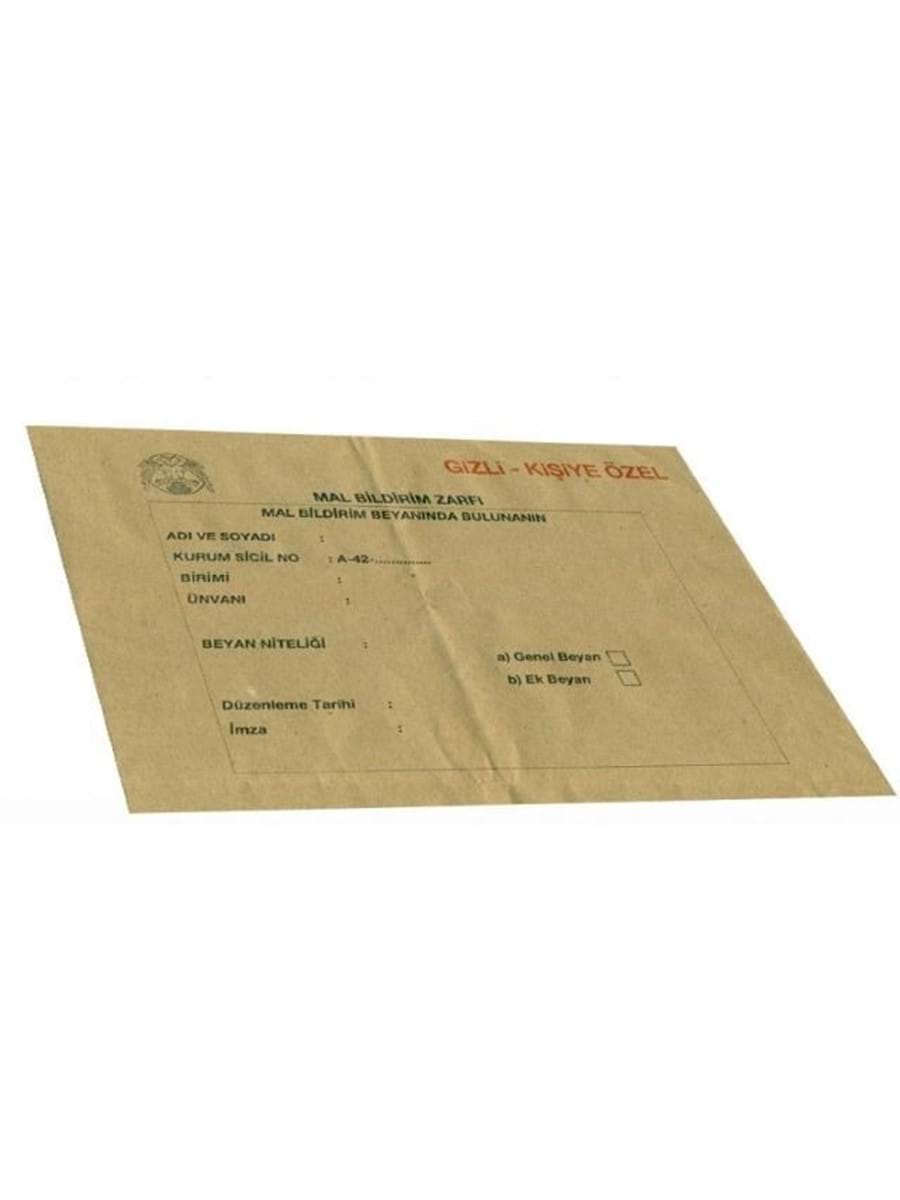 GİZLİ - KİŞİYE ÖZEL
MAL BİLDİRİM ZARFI
MAL BİLDİRİM BEYANINDA BULUNANIN
ADI VE SOYADI :
KURUM SİCİL NO : A-42-...............
BİRİMİ :
ÜNVANI :
BEYAN NİTELİĞİ :
a) Genel Beyan
b) Ek Beyan
Düzenleme Tarihi :
İmza :